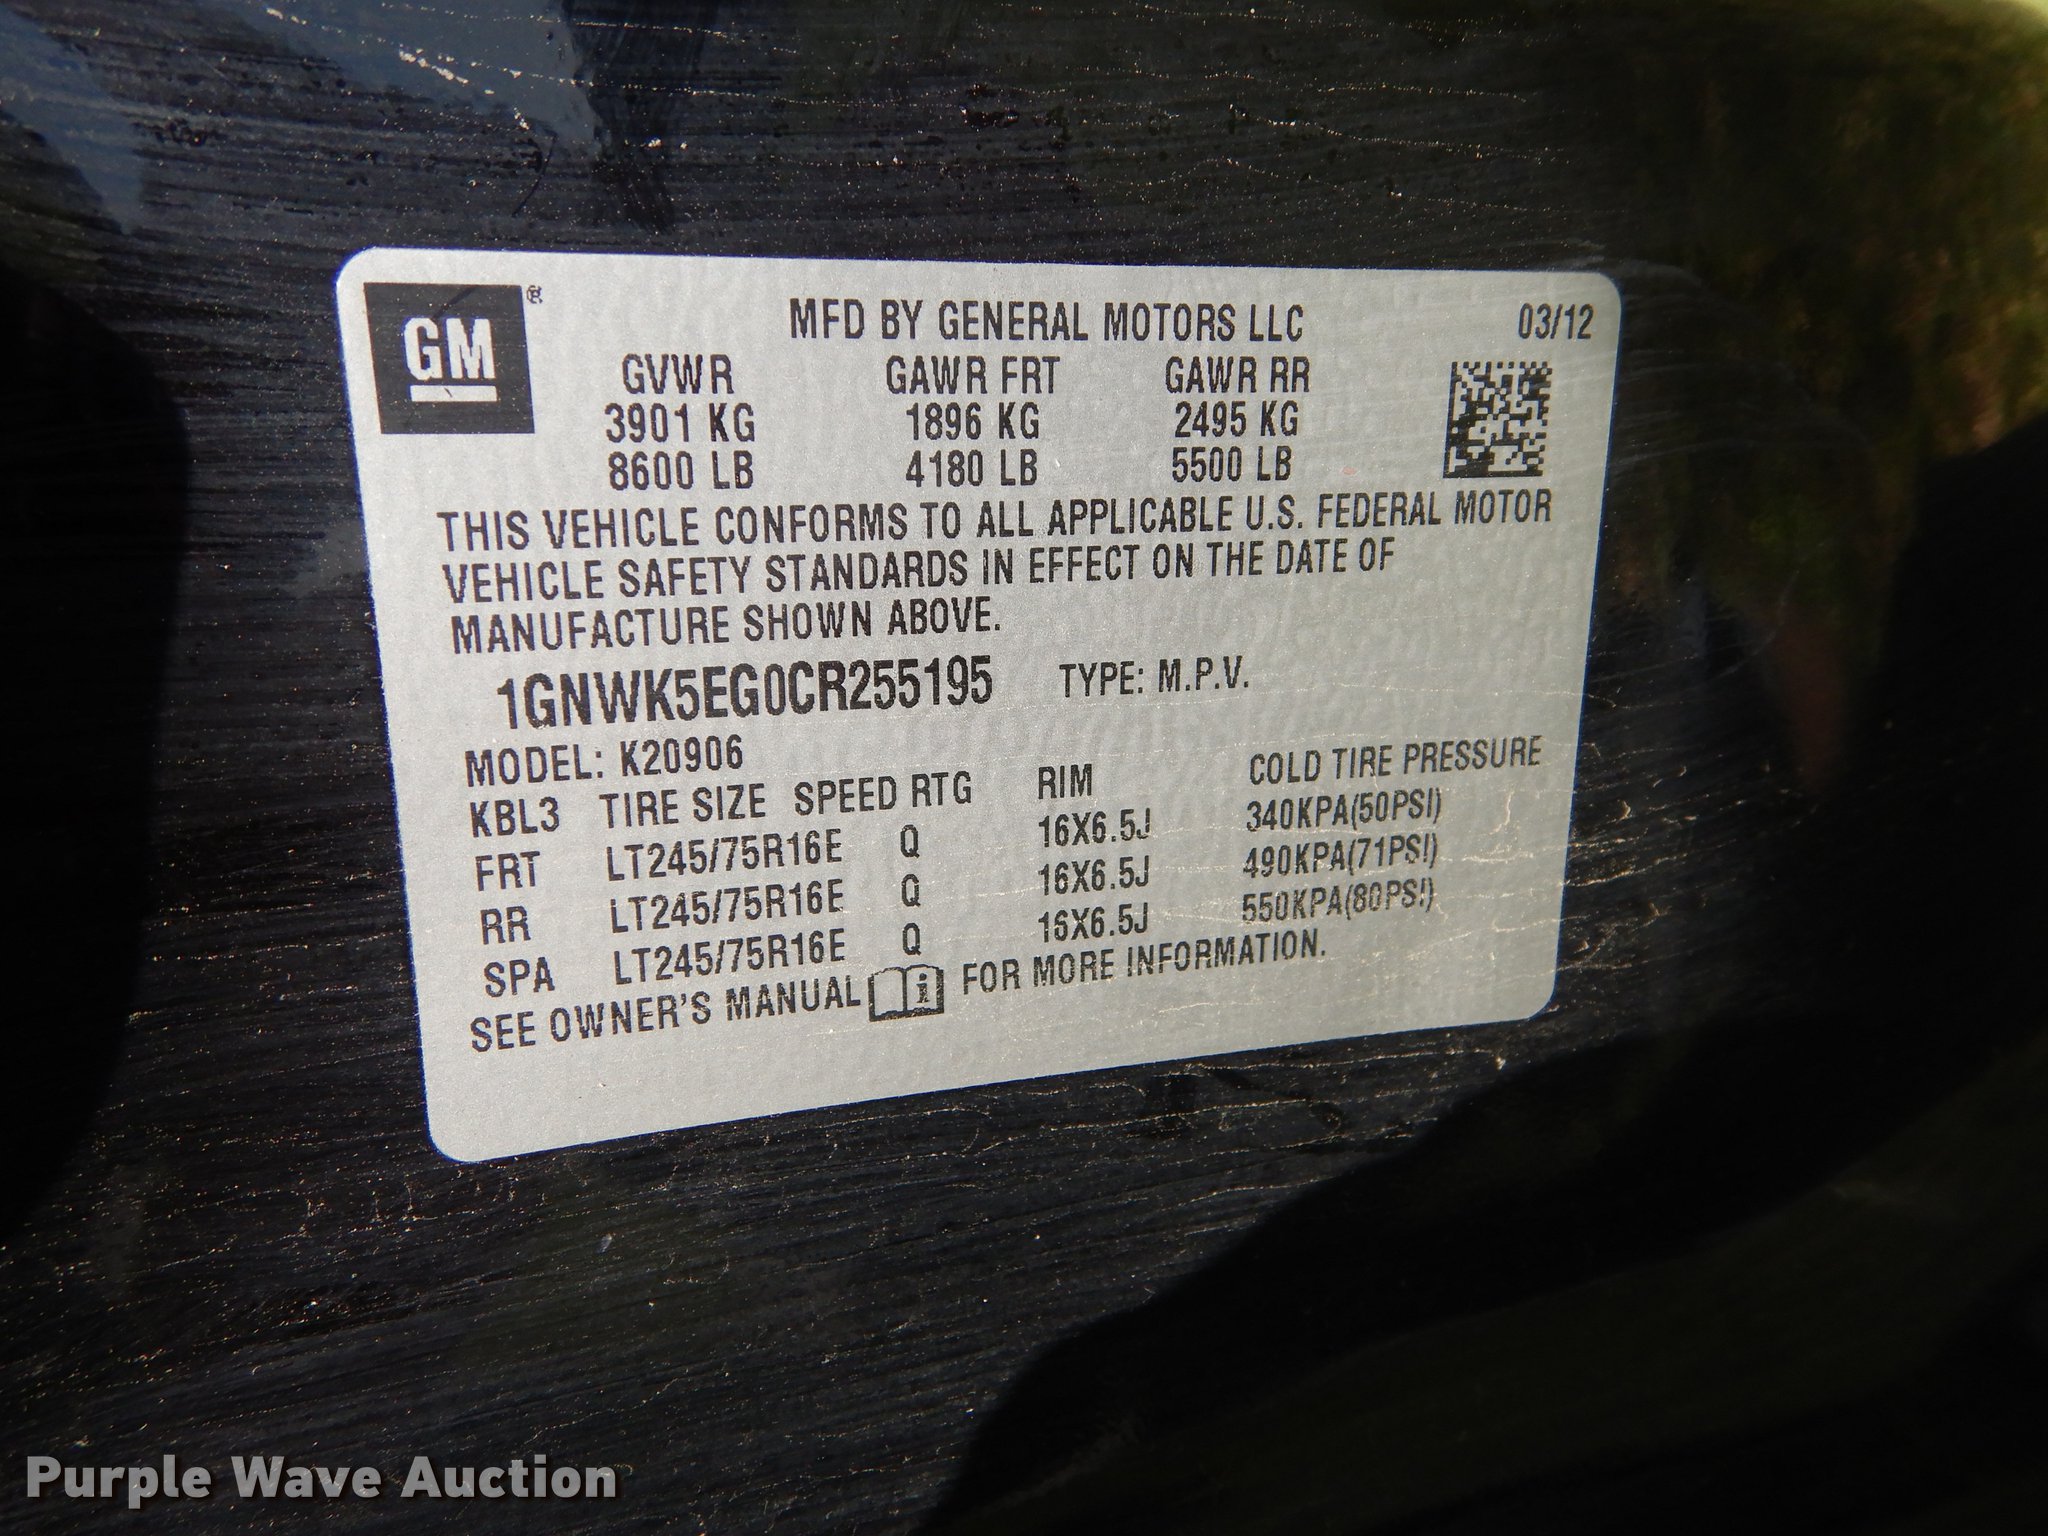 GM ®
MFD BY GENERAL MOTORS LLC 03/12
GVWR GAWR FRT GAWR RR
3901 KG 1896 KG 2495 KG
8600 LB 4180 LB 5500 LB
THIS VEHICLE CONFORMS TO ALL APPLICABLE U.S. FEDERAL MOTOR
VEHICLE SAFETY STANDARDS IN EFFECT ON THE DATE OF
MANUFACTURE SHOWN ABOVE.
1GNWK5EG0CR255195 TYPE: M.P.V.
MODEL: K20906
KBL3 TIRE SIZE SPEED RTG RIM COLD TIRE PRESSURE
FRT LT245/75R16E Q 16X6.5J 340KPA(50PSI)
RR LT245/75R16E Q 16X6.5J 490KPA(71PSI)
SPA LT245/75R16E Q 16X6.5J 550KPA(80PSI)
SEE OWNER'S MANUAL i FOR MORE INFORMATION.
Purple Wave Auction